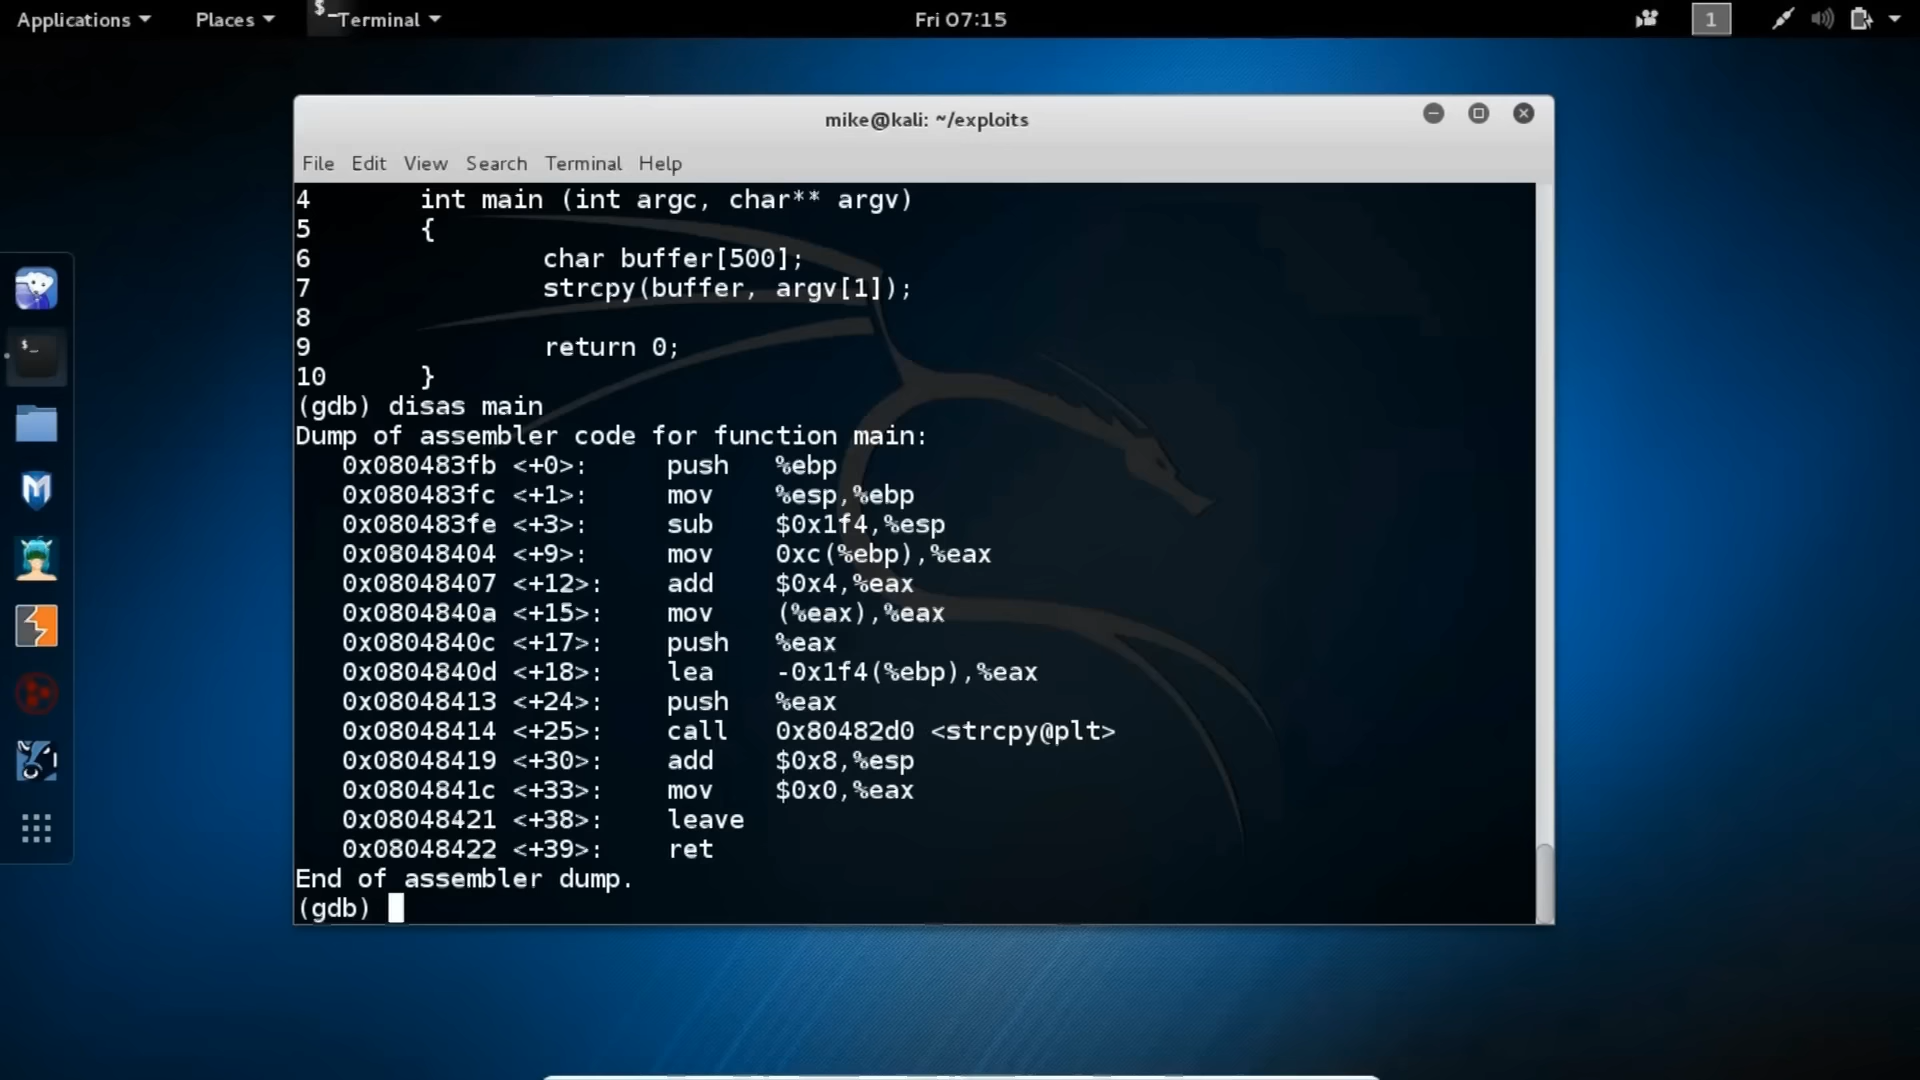 Applications Places Terminal Fri 07:15 1
mike@kali: ~/exploits
File Edit View Search Terminal Help
4 int main (int argc, char** argv)
5 {
6 char buffer[500];
7 strcpy(buffer, argv[1]);
8
9 return 0;
10 }
(gdb) disas main
Dump of assembler code for function main:
0x080483fb <+0>: push %ebp
0x080483fc <+1>: mov %esp,%ebp
0x080483fe <+3>: sub $0x1f4,%esp
0x08048404 <+9>: mov 0xc(%ebp),%eax
0x08048407 <+12>: add $0x4,%eax
0x0804840a <+15>: mov (%eax),%eax
0x0804840c <+17>: push %eax
0x0804840d <+18>: lea -0x1f4(%ebp),%eax
0x08048413 <+24>: push %eax
0x08048414 <+25>: call 0x80482d0 <strcpy@plt>
0x08048419 <+30>: add $0x8,%esp
0x0804841c <+33>: mov $0x0,%eax
0x08048421 <+38>: leave
0x08048422 <+39>: ret
End of assembler dump.
(gdb)